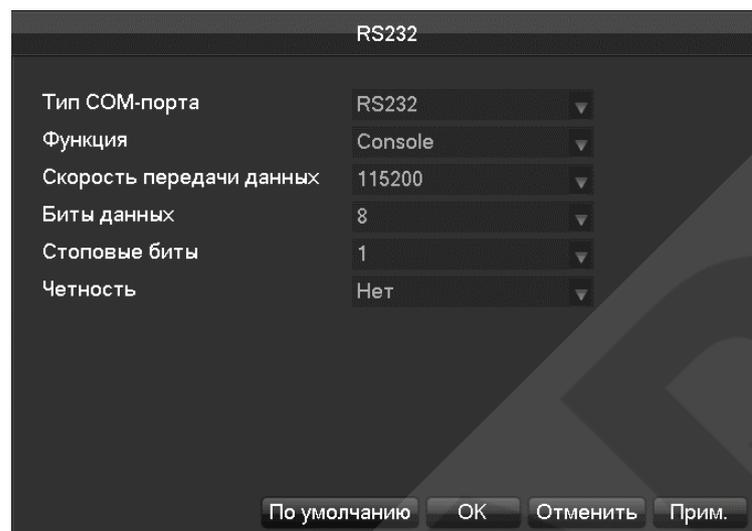 RS232
Тип COM-порта RS232
Функция Console
Скорость передачи данных 115200
Биты данных 8
Стоповые биты 1
Четность Нет
По умолчанию OK Отменить Прим.